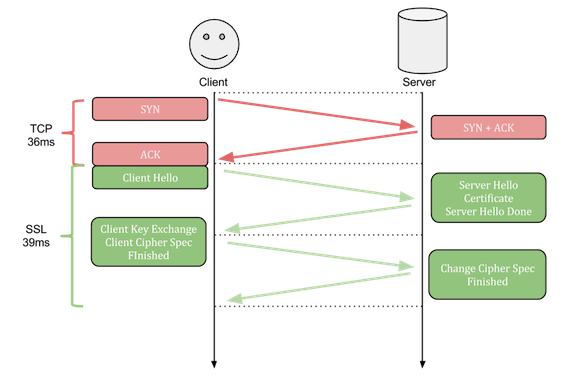 Client
Server
SYN
TCP
36ms
SYN + ACK
ACK
Client Hello
Server Hello
Certificate
Server Hello Done
SSL
39ms
Client Key Exchange
Client Cipher Spec
FInished
Change Cipher Spec
Finished